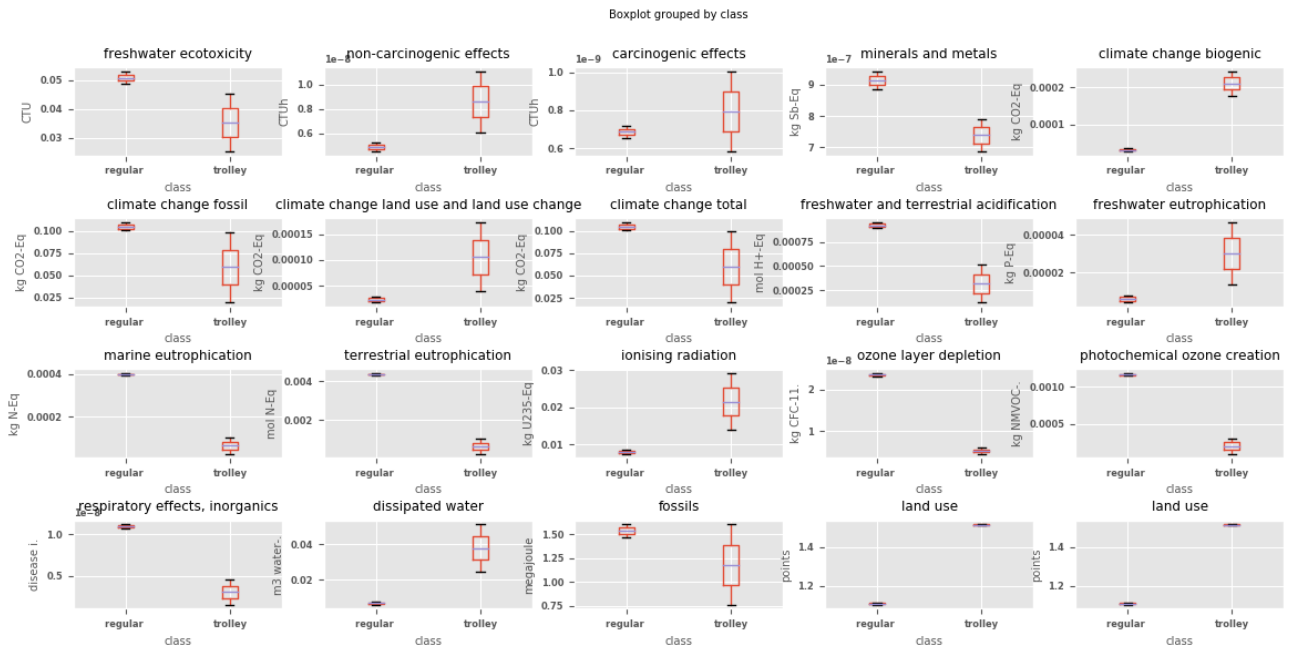 Boxplot grouped by class
freshwater ecotoxicity
CTU
0.05
0.04
0.03
regular trolley
class
non-carcinogenic effects
1e−8
CTUh
1.0
0.8
0.6
regular trolley
class
carcinogenic effects
1e−9
CTUh
1.0
0.8
0.6
regular trolley
class
minerals and metals
1e−7
kg Sb-Eq
9
8
7
regular trolley
class
climate change biogenic
kg CO2-Eq
0.0002
0.0001
regular trolley
class
climate change fossil
kg CO2-Eq
0.100
0.075
0.050
0.025
regular trolley
class
climate change land use and land use change
kg CO2-Eq
0.00015
0.00010
0.00005
regular trolley
class
climate change total
kg CO2-Eq
0.100
0.075
0.050
0.025
regular trolley
class
freshwater and terrestrial acidification
mol H+-Eq
0.00075
0.00050
0.00025
regular trolley
class
freshwater eutrophication
kg P-Eq
0.00004
0.00002
regular trolley
class
marine eutrophication
kg N-Eq
0.0004
0.0002
regular trolley
class
terrestrial eutrophication
mol N-Eq
0.004
0.002
regular trolley
class
ionising radiation
kg U235-Eq
0.03
0.02
0.01
regular trolley
class
ozone layer depletion
1e−8
kg CFC-11.
2
1
regular trolley
class
photochemical ozone creation
kg NMVOC-.
0.0010
0.0005
regular trolley
class
respiratory effects, inorganics
1e−8
disease i.
1.0
0.5
regular trolley
class
dissipated water
m3 water-.
0.04
0.02
regular trolley
class
fossils
megajoule
1.50
1.25
1.00
0.75
regular trolley
class
land use
points
1.4
1.2
regular trolley
class
land use
points
1.4
1.2
regular trolley
class